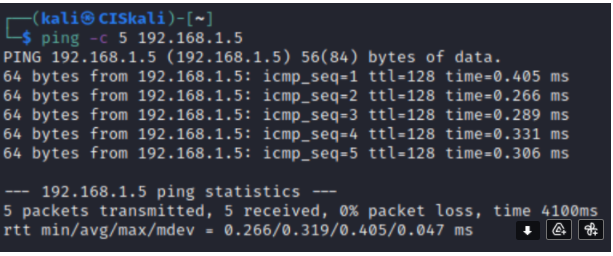 ┌──(kali㉿CISkali)-[~]
└─$ ping -c 5 192.168.1.5
PING 192.168.1.5 (192.168.1.5) 56(84) bytes of data.
64 bytes from 192.168.1.5: icmp_seq=1 ttl=128 time=0.405 ms
64 bytes from 192.168.1.5: icmp_seq=2 ttl=128 time=0.266 ms
64 bytes from 192.168.1.5: icmp_seq=3 ttl=128 time=0.289 ms
64 bytes from 192.168.1.5: icmp_seq=4 ttl=128 time=0.331 ms
64 bytes from 192.168.1.5: icmp_seq=5 ttl=128 time=0.306 ms

--- 192.168.1.5 ping statistics ---
5 packets transmitted, 5 received, 0% packet loss, time 4100ms
rtt min/avg/max/mdev = 0.266/0.319/0.405/0.047 ms